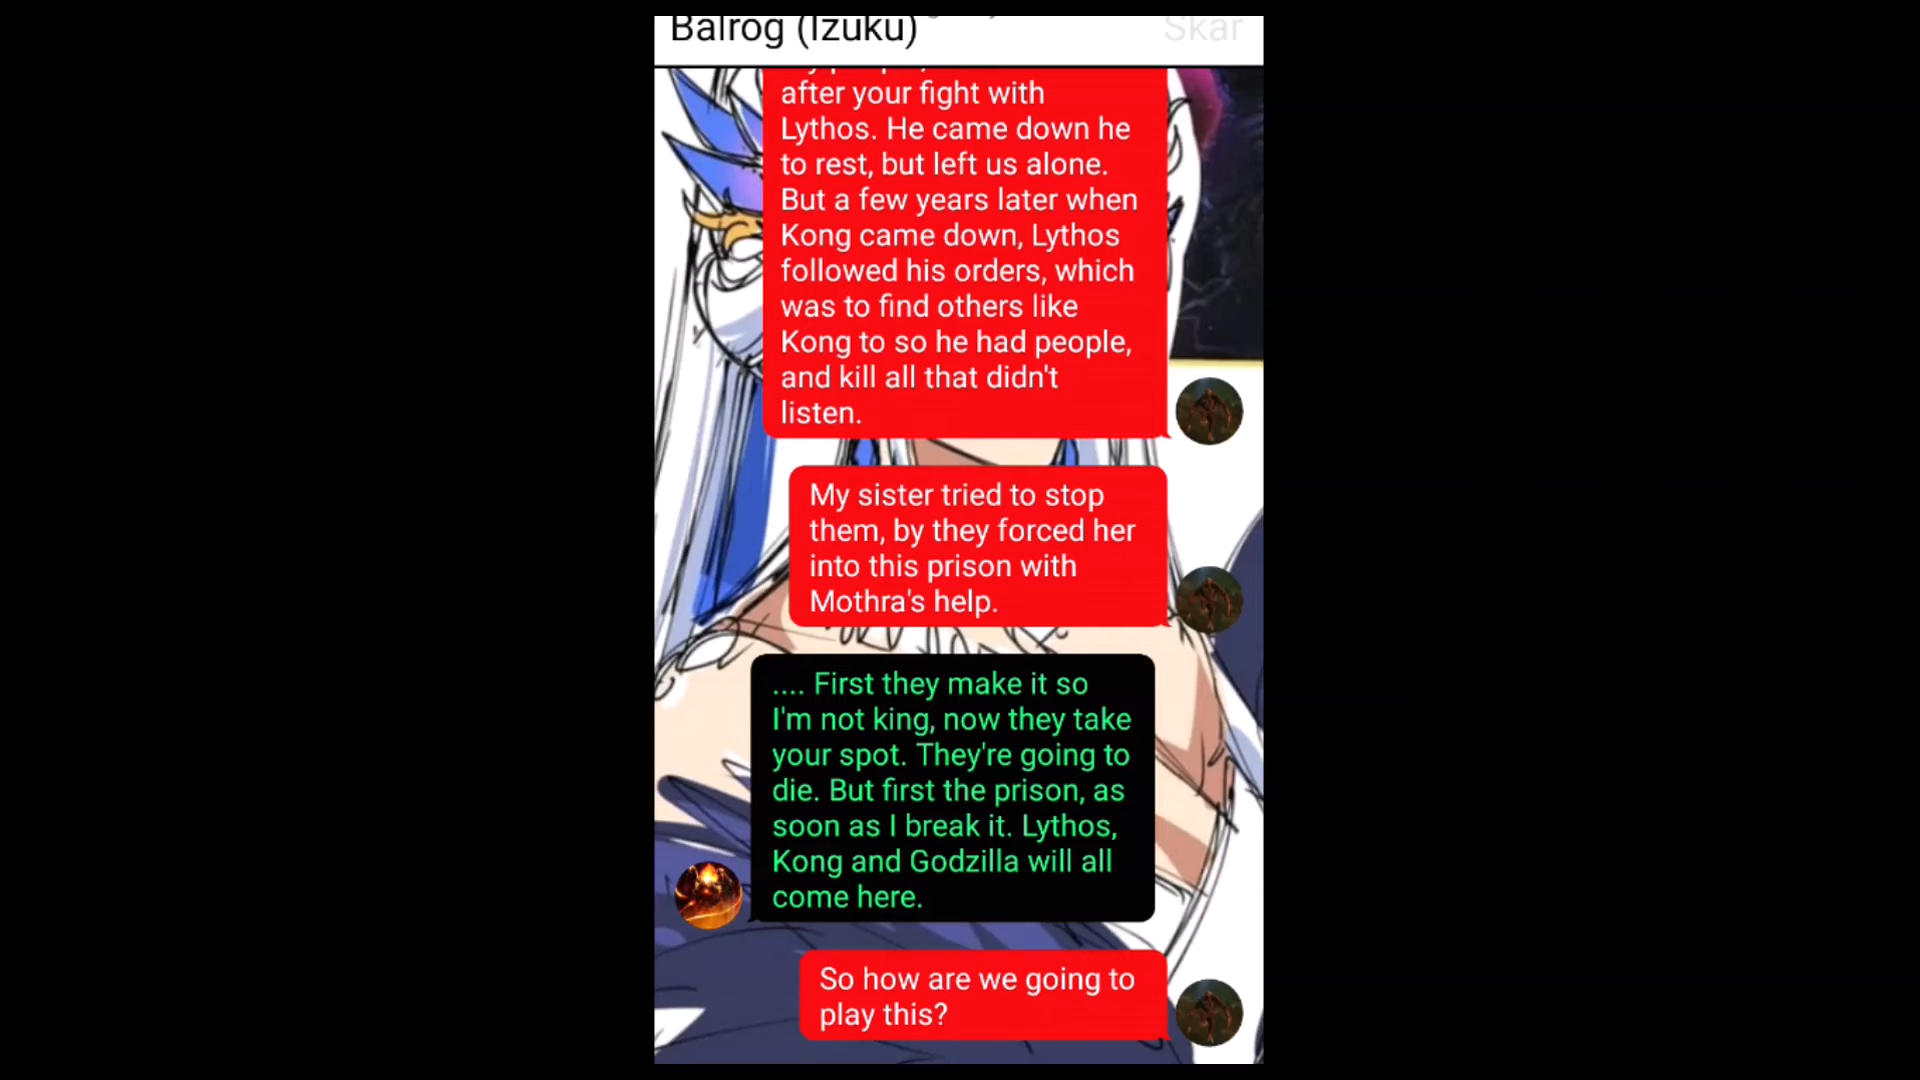 Balrog (Izuku)
Skar
after your fight with
Lythos. He came down he
to rest, but left us alone.
But a few years later when
Kong came down, Lythos
followed his orders, which
was to find others like
Kong to so he had people,
and kill all that didn't
listen.
My sister tried to stop
them, by they forced her
into this prison with
Mothra's help.
.... First they make it so
I'm not king, now they take
your spot. They're going to
die. But first the prison, as
soon as I break it. Lythos,
Kong and Godzilla will all
come here.
So how are we going to
play this?